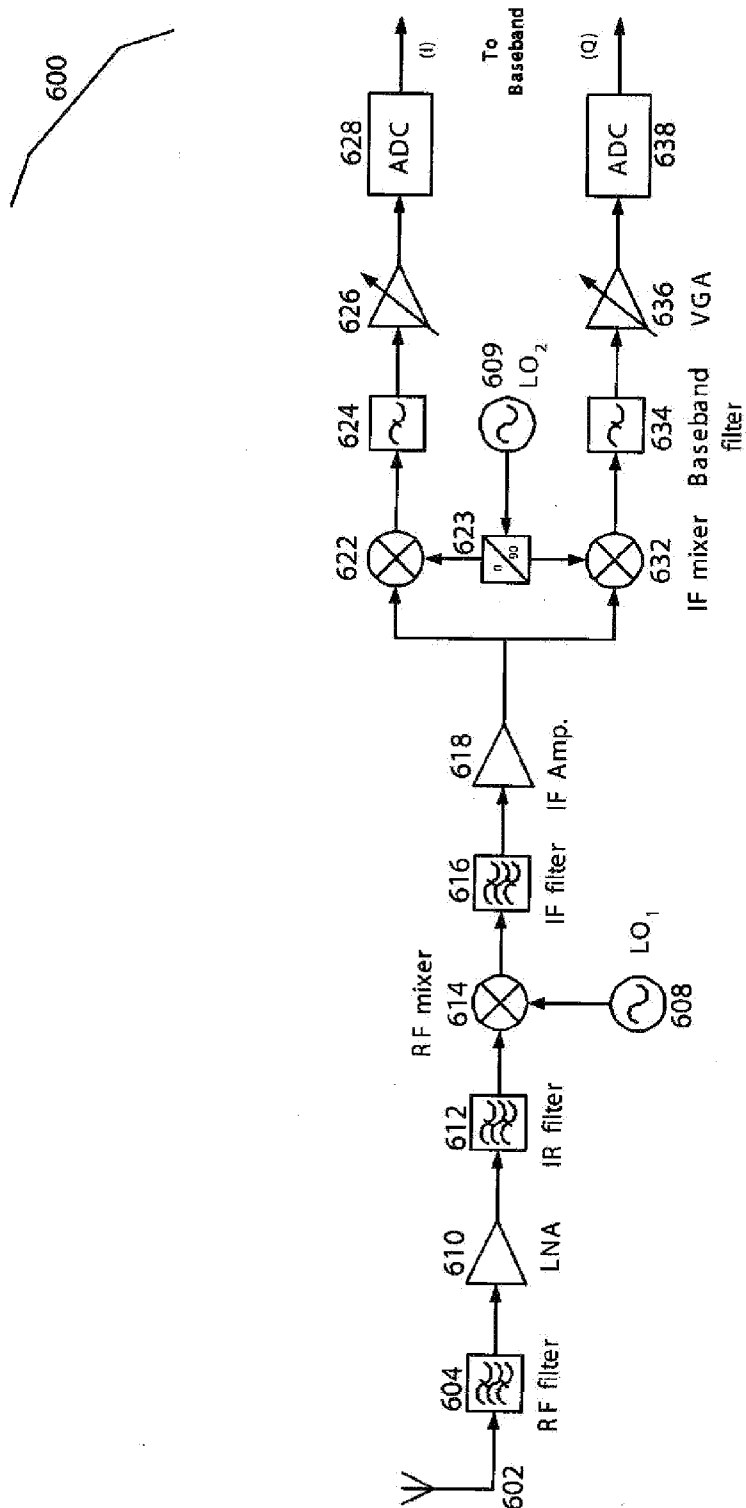 600
602
604
RF filter
610
LNA
612
IR filter
RF mixer
614
608
LO1
616
IF filter
618
IF Amp.
622
623
0
90
632
IF mixer
609
LO2
624
634
Baseband
filter
626
636
VGA
628
ADC
ADC
638
(I)
To
Baseband
(Q)